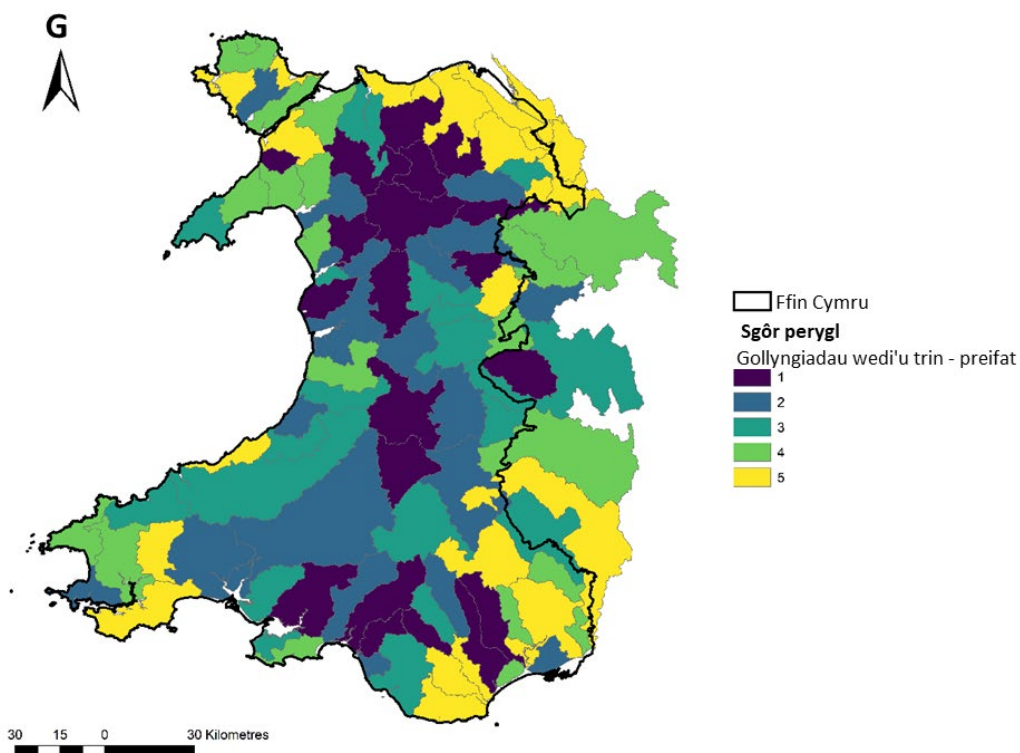 G
Ffin Cymru
Sgôr perygl
Gollyngiadau wedi'u trin - preifat
1
2
3
4
5
30 15 0 30 Kilometres